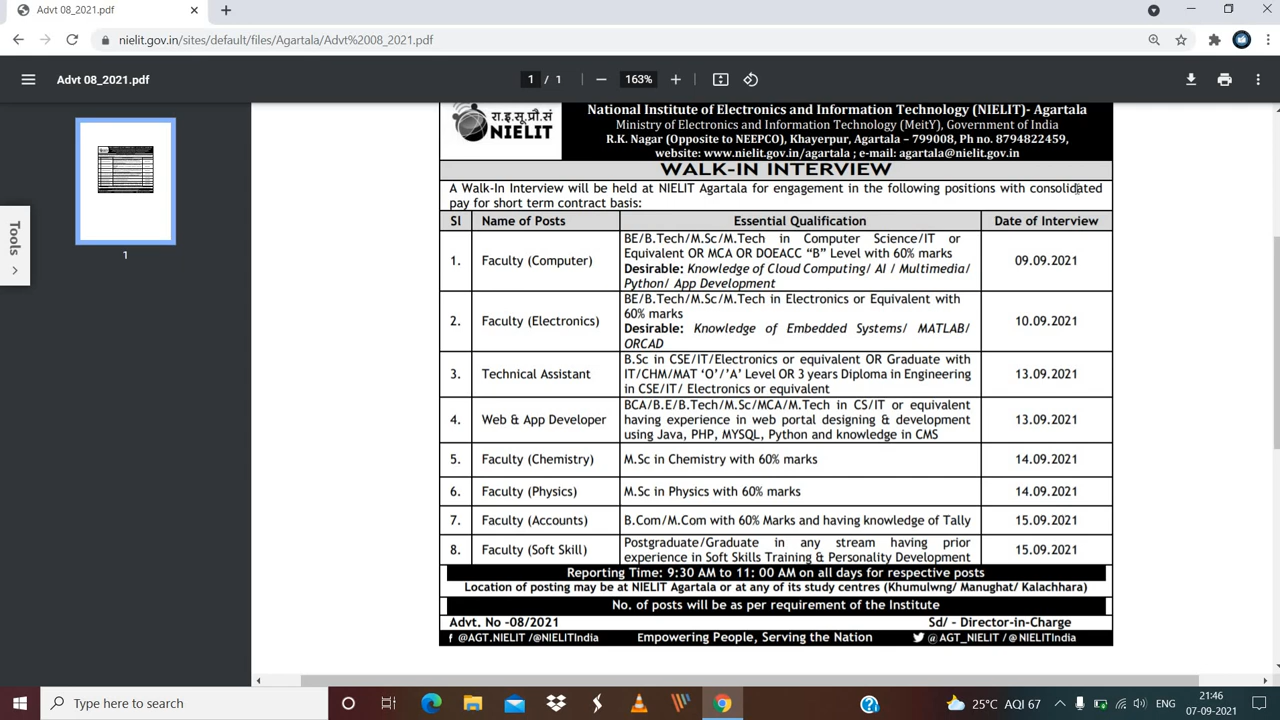 Advt 08_2021.pdf
nielit.gov.in/sites/default/files/Agartala/Advt%2008_2021.pdf
Advt 08_2021.pdf
1 / 1
163%
Tools
1
रा.इ.सू.प्रौ.सं
NIELIT
National Institute of Electronics and Information Technology (NIELIT)- Agartala
Ministry of Electronics and Information Technology (MeitY), Government of India
R.K. Nagar (Opposite to NEEPCO), Khayerpur, Agartala – 799008, Ph no. 8794822459,
website: www.nielit.gov.in/agartala ; e-mail: agartala@nielit.gov.in
WALK-IN INTERVIEW
A Walk-In Interview will be held at NIELIT Agartala for engagement in the following positions with consolidated
pay for short term contract basis:
Sl Name of Posts Essential Qualification Date of Interview
BE/B.Tech/M.Sc/M.Tech in Computer Science/IT or
Equivalent OR MCA OR DOEACC “B” Level with 60% marks
1. Faculty (Computer) 09.09.2021
Desirable: Knowledge of Cloud Computing/ AI / Multimedia/
Python/ App Development
BE/B.Tech/M.Sc/M.Tech in Electronics or Equivalent with
60% marks
2. Faculty (Electronics) 10.09.2021
Desirable: Knowledge of Embedded Systems/ MATLAB/
ORCAD
B.Sc in CSE/IT/Electronics or equivalent OR Graduate with
3. Technical Assistant IT/CHM/MAT ‘O’/’A’ Level OR 3 years Diploma in Engineering 13.09.2021
in CSE/IT/ Electronics or equivalent
BCA/B.E/B.Tech/M.Sc/MCA/M.Tech in CS/IT or equivalent
4. Web & App Developer having experience in web portal designing & development 13.09.2021
using Java, PHP, MYSQL, Python and knowledge in CMS
5. Faculty (Chemistry) M.Sc in Chemistry with 60% marks 14.09.2021
6. Faculty (Physics) M.Sc in Physics with 60% marks 14.09.2021
7. Faculty (Accounts) B.Com/M.Com with 60% Marks and having knowledge of Tally 15.09.2021
Postgraduate/Graduate in any stream having prior
8. Faculty (Soft Skill) 15.09.2021
experience in Soft Skills Training & Personality Development
Reporting Time: 9:30 AM to 11: 00 AM on all days for respective posts
Location of posting may be at NIELIT Agartala or at any of its study centres (Khumulwng/ Manughat/ Kalachhara)
No. of posts will be as per requirement of the Institute
Advt. No -08/2021 Sd/ - Director-in-Charge
f @AGT.NIELIT /@NIELITIndia Empowering People, Serving the Nation @ AGT_NIELIT / @NIELITIndia
Type here to search
25°C AQI 67
ENG
21:46
07-09-2021